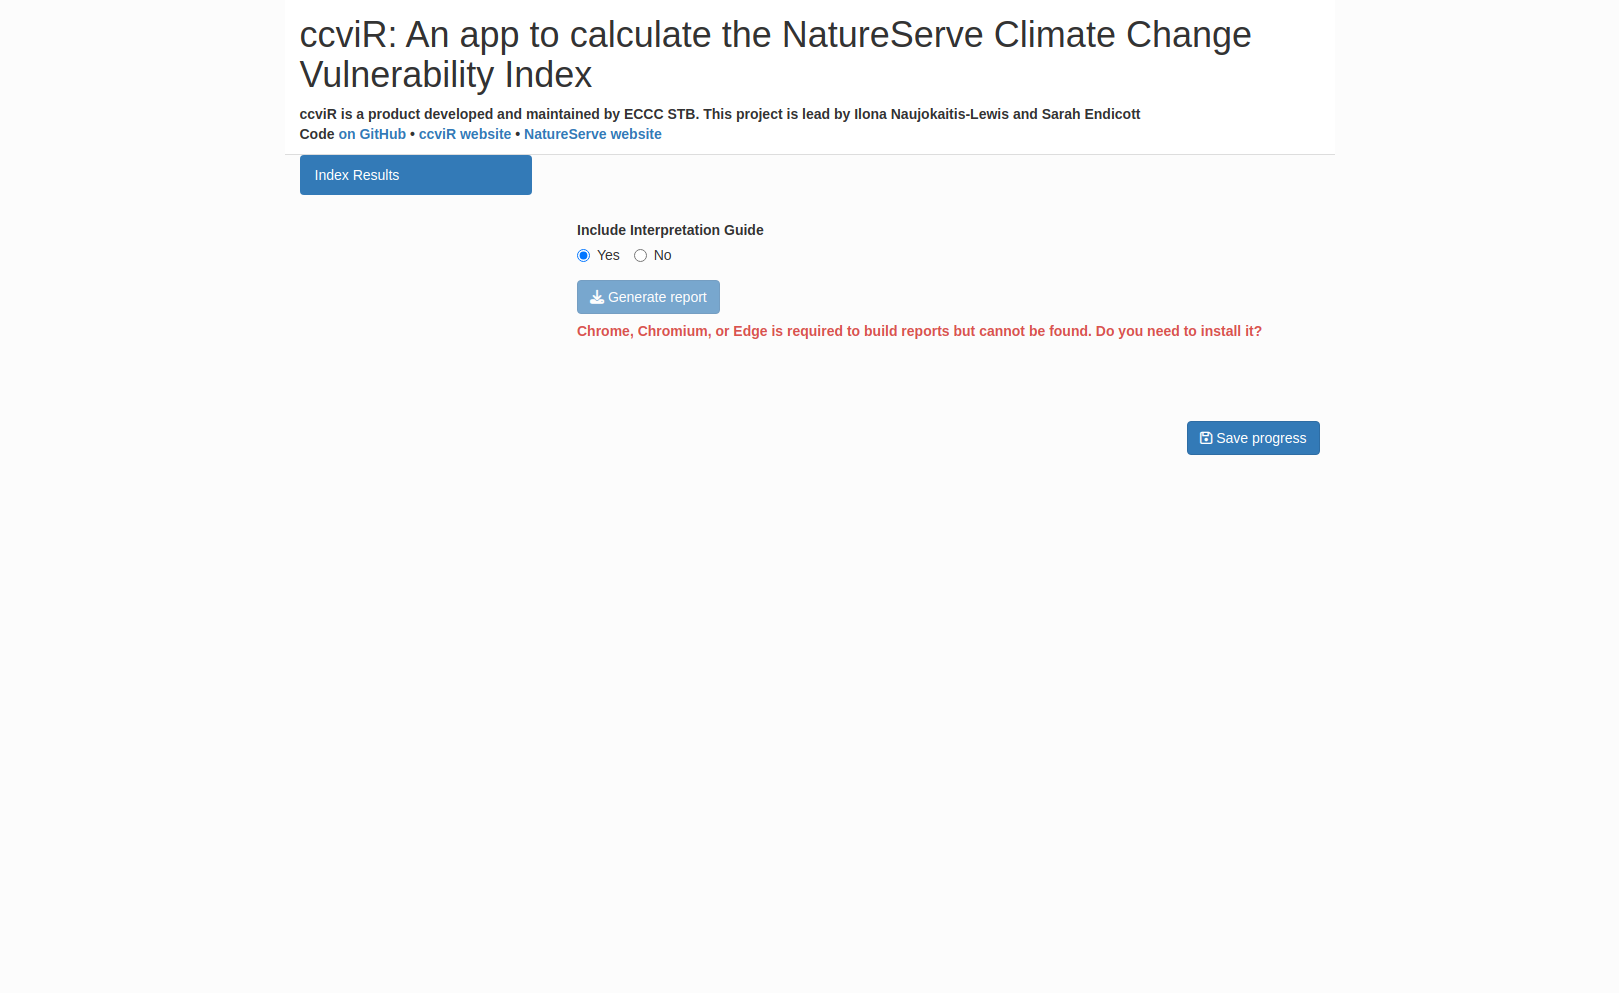 ccviR: An app to calculate the NatureServe Climate Change
Vulnerability Index
ccviR is a product developed and maintained by ECCC STB. This project is lead by Ilona Naujokaitis-Lewis and Sarah Endicott
Code on GitHub • ccviR website • NatureServe website
Index Results
Include Interpretation Guide
Yes No
Generate report
Chrome, Chromium, or Edge is required to build reports but cannot be found. Do you need to install it?
Save progress